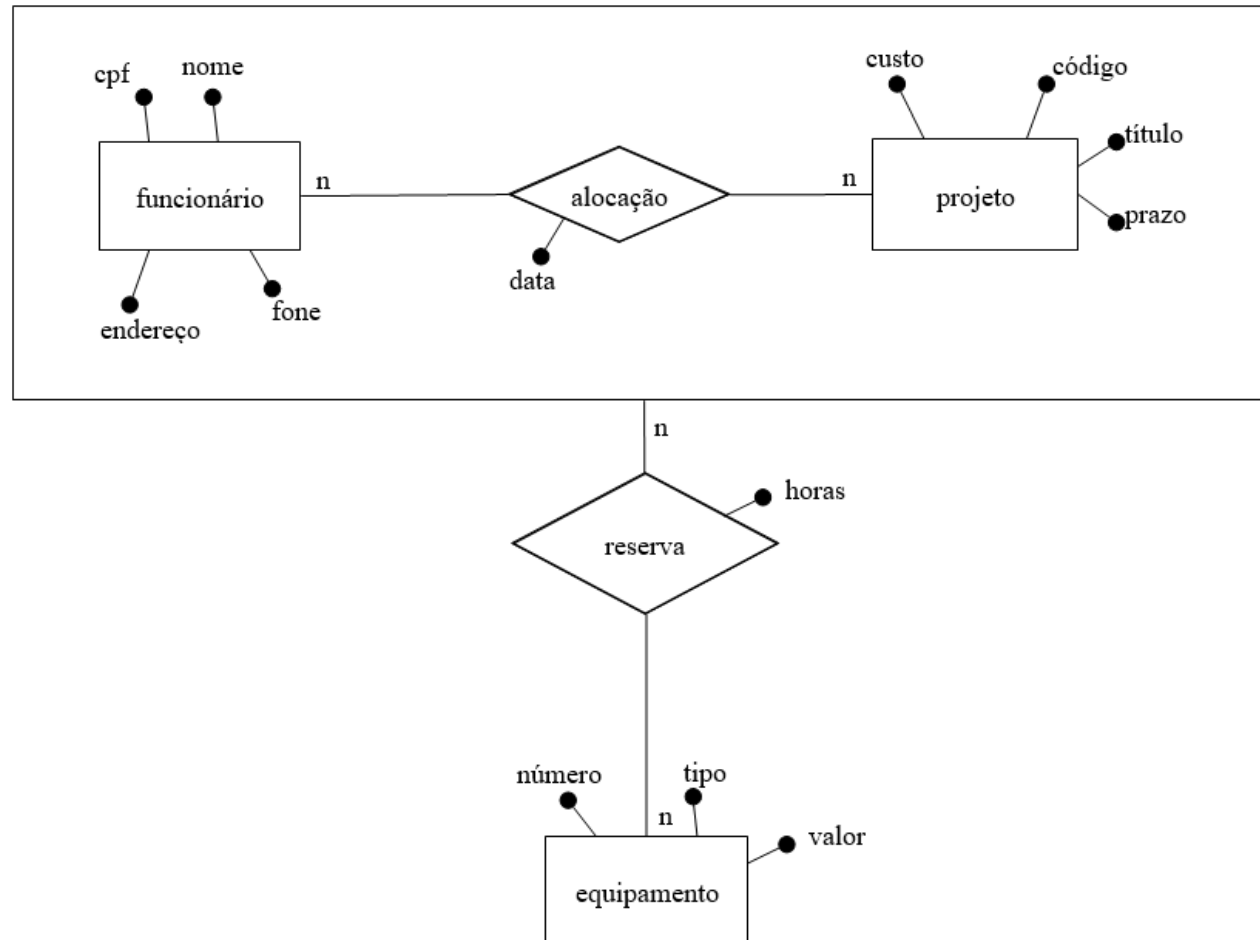 cpf
nome
custo
código
título
funcionário
n
alocação
n
projeto
prazo
data
endereço
fone
n
horas
reserva
número
tipo
n
valor
equipamento